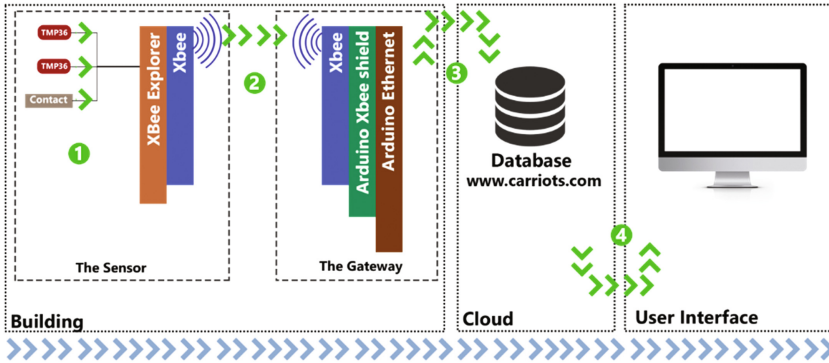 TMP36
TMP36
Contact
1
XBee Explorer
Xbee
The Sensor
2
Xbee
Arduino Xbee shield
Arduino Ethernet
The Gateway
Building
3
Database
www.carriots.com
Cloud
4
User Interface